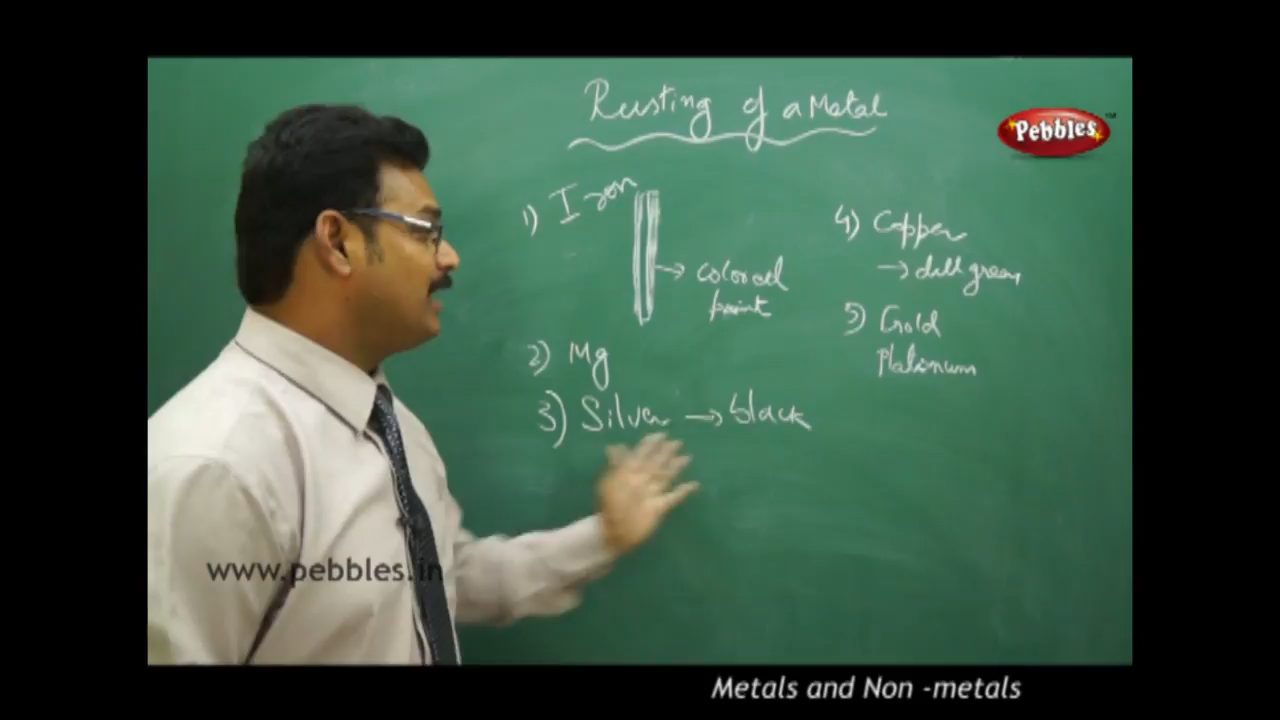 Rusting of a Metal
Pebbles™
1) Iron
→ colored
paint
2) Mg
3) Silver → black
4) Copper
→ dull green
5) Gold
Platinum
www.pebbles.in
Metals and Non -metals